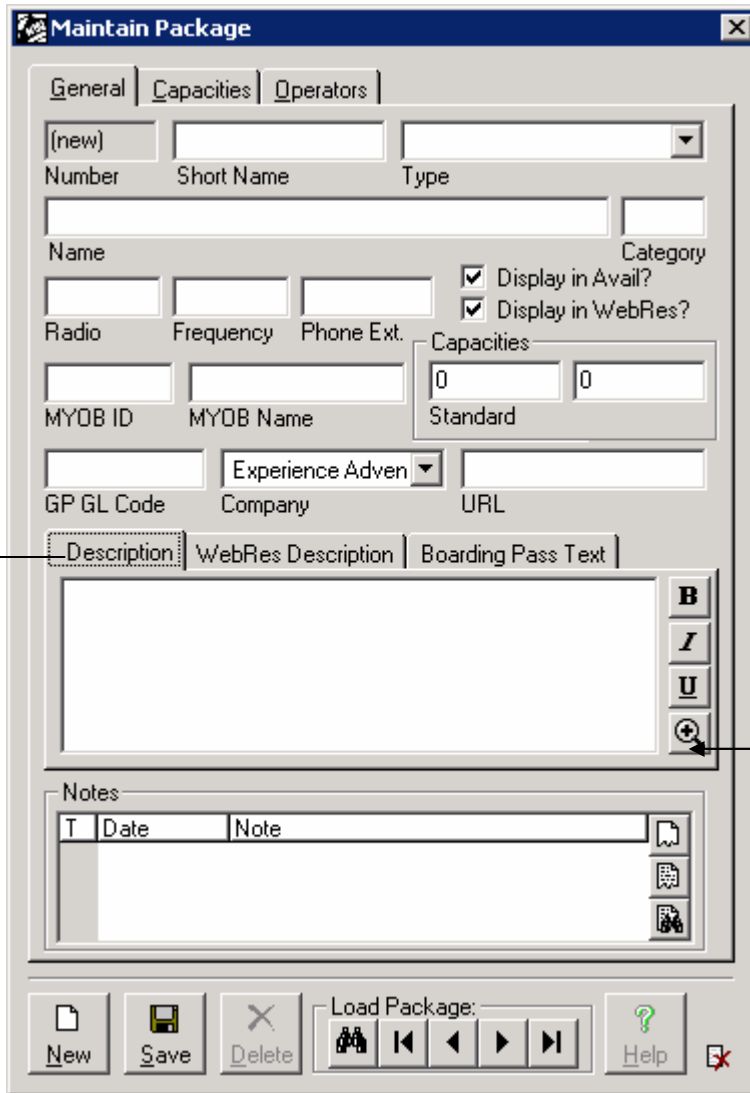 Maintain Package
General Capacities Operators
(new)
Number Short Name Type
Name Category
Display in Avail?
Display in WebRes?
Radio Frequency Phone Ext.
Capacities
0 0
MYOB ID MYOB Name Standard
Experience Adven
GP GL Code Company URL
Description WebRes Description Boarding Pass Text
B
I
U
Notes
T Date Note
Load Package:
New Save Delete Help